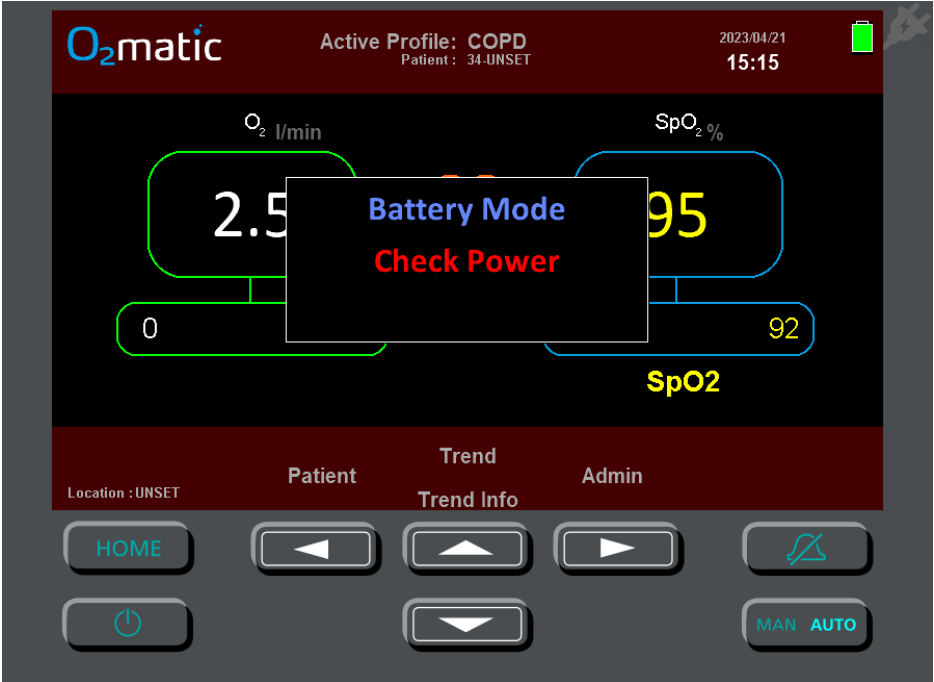 O2matic
Active Profile: COPD
Patient : 34-UNSET
2023/04/21
15:15
O2 l/min
SpO2 %
2.5
95
Battery Mode
Check Power
0
92
SpO2
Trend
Patient
Admin
Location :UNSET
Trend Info
HOME
MAN AUTO